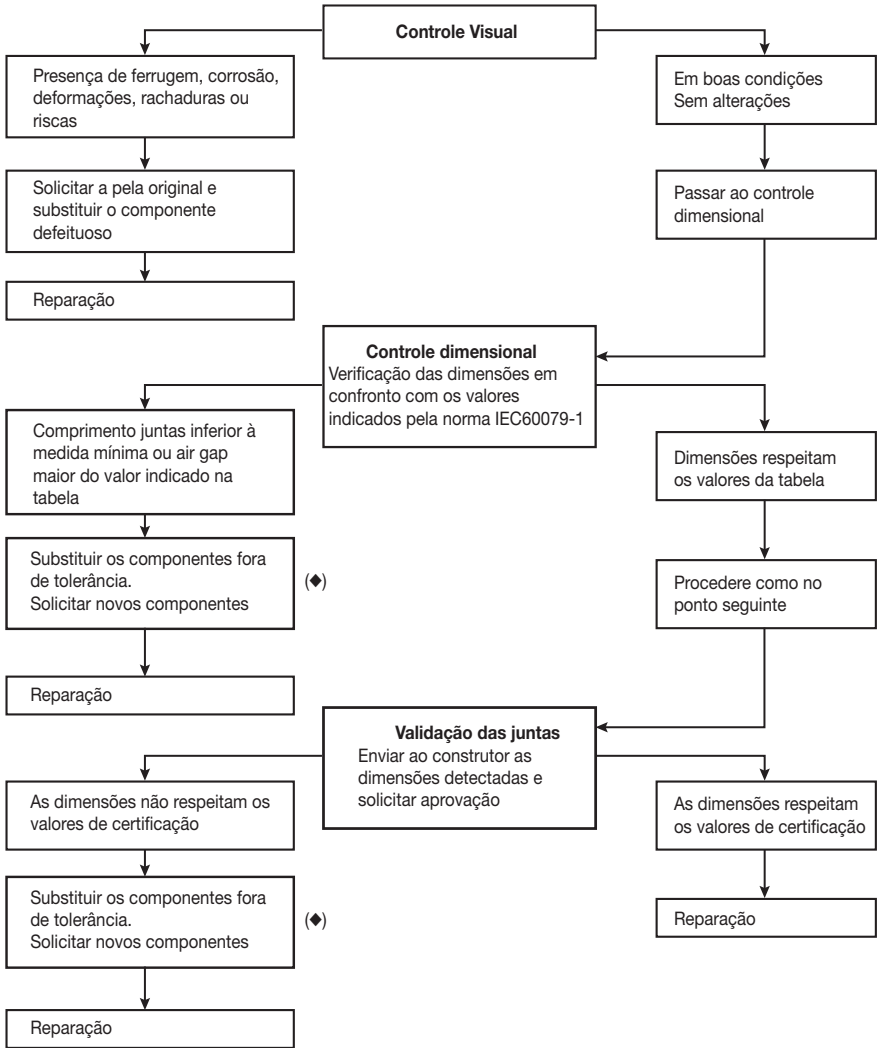 Controle Visual
Presença de ferrugem, corrosão,
deformações, rachaduras ou
riscas
Em boas condições
Sem alterações
Solicitar a pela original e
substituir o componente
defeituoso
Passar ao controle
dimensional
Reparação
Controle dimensional
Verificação das dimensões em
confronto com os valores
indicados pela norma IEC60079-1
Comprimento juntas inferior à
medida mínima ou air gap
maior do valor indicado na
tabela
Dimensões respeitam
os valores da tabela
Substituir os componentes fora
de tolerância.
Solicitar novos componentes
(◆)
Procedere como no
ponto seguinte
Reparação
Validação das juntas
Enviar ao construtor as
dimensões detectadas e
solicitar aprovação
As dimensões não respeitam os
valores de certificação
As dimensões respeitam
os valores de certificação
Substituir os componentes fora
de tolerância.
Solicitar novos componentes
(◆)
Reparação
Reparação